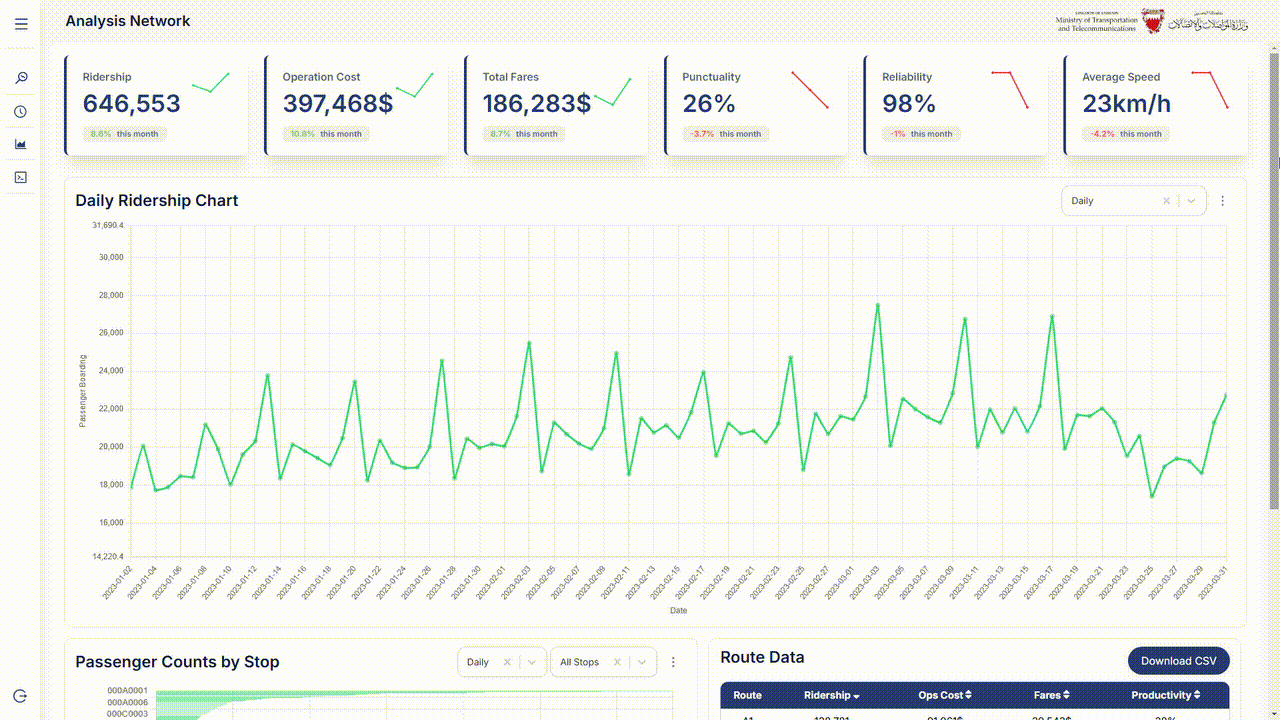 Analysis Network
KINGDOM OF BAHRAIN
Ministry of Transportation
and Telecommunications
مملكة البحرين
وزارة المواصلات والاتصالات
Ridership
646,553
8.6% this month
Operation Cost
397,468$
10.8% this month
Total Fares
186,283$
8.7% this month
Punctuality
26%
-3.7% this month
Reliability
98%
-1% this month
Average Speed
23km/h
-4.2% this month
Daily Ridership Chart
Daily
31,690.4
30,000
28,000
26,000
24,000
22,000
20,000
18,000
16,000
14,220.4
Passenger Boarding
2023-01-02
2023-01-04
2023-01-06
2023-01-08
2023-01-10
2023-01-12
2023-01-14
2023-01-16
2023-01-18
2023-01-20
2023-01-22
2023-01-24
2023-01-26
2023-01-28
2023-01-30
2023-02-01
2023-02-03
2023-02-05
2023-02-07
2023-02-09
2023-02-11
2023-02-13
2023-02-15
2023-02-17
2023-02-19
2023-02-21
2023-02-23
2023-02-25
2023-02-27
2023-03-01
2023-03-03
2023-03-05
2023-03-07
2023-03-09
2023-03-11
2023-03-13
2023-03-15
2023-03-17
2023-03-19
2023-03-21
2023-03-23
2023-03-25
2023-03-27
2023-03-29
2023-03-31
Date
Passenger Counts by Stop
Daily
All Stops
000A0001
000A0006
000C0003
Route Data
Download CSV
Route Ridership Ops Cost Fares Productivity